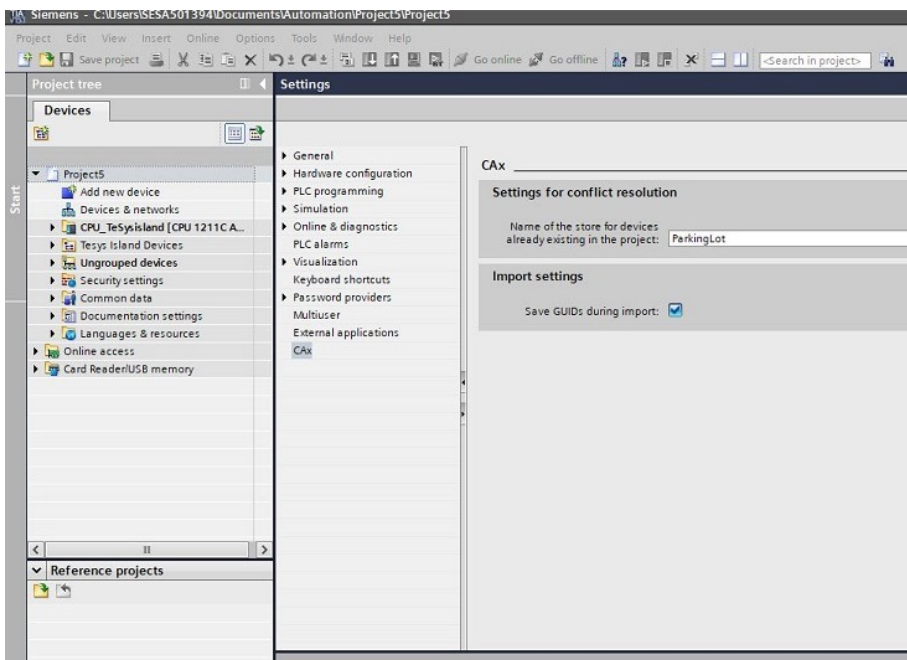 Siemens - C:\Users\SESA501394\Documents\Automation\Project5\Project5
Project Edit View Insert Online Options Tools Window Help
Save project Go online Go offline <Search in project>
Project tree
Devices
Start
Project5
Add new device
Devices & networks
CPU_TeSysisland [CPU 1211C A...
Tesys Island Devices
Ungrouped devices
Security settings
Common data
Documentation settings
Languages & resources
Online access
Card Reader/USB memory
Reference projects
Settings
General
Hardware configuration
PLC programming
Simulation
Online & diagnostics
PLC alarms
Visualization
Keyboard shortcuts
Password providers
Multiuser
External applications
CAx
CAx
Settings for conflict resolution
Name of the store for devices
already existing in the project: ParkingLot
Import settings
Save GUIDs during import: